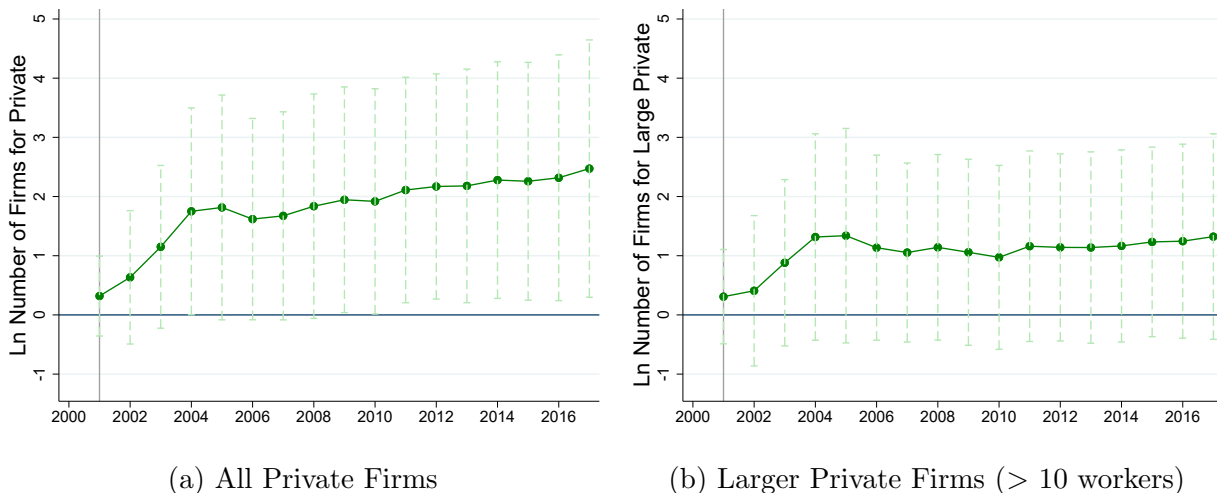 Ln Number of Firms for Private
5
4
3
2
1
0
-1
2000 2002 2004 2006 2008 2010 2012 2014 2016
(a) All Private Firms
Ln Number of Firms for Large Private
5
4
3
2
1
0
-1
2000 2002 2004 2006 2008 2010 2012 2014 2016
(b) Larger Private Firms (> 10 workers)